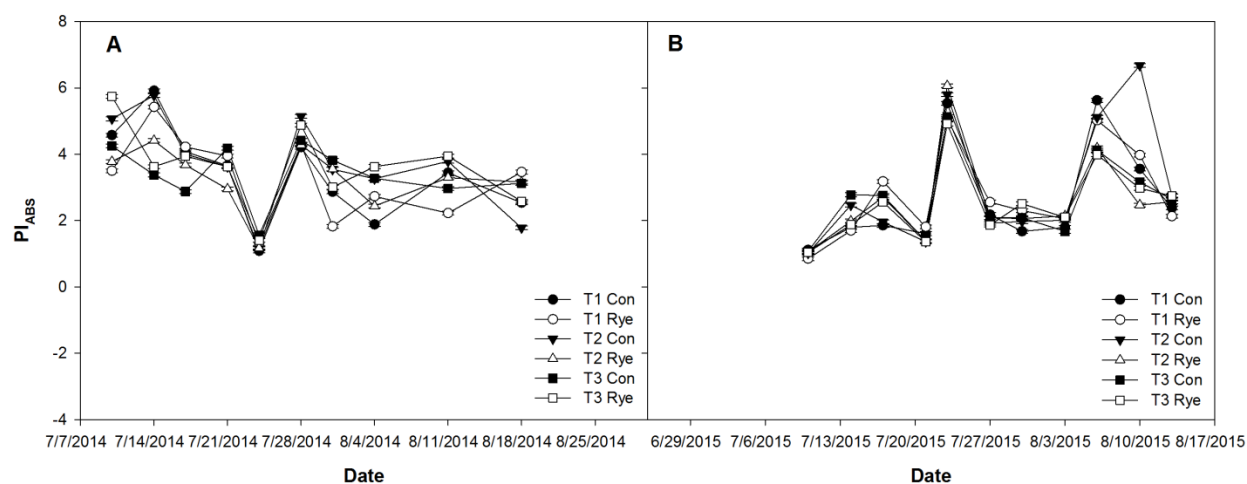 8
6
4
2
0
-2
-4
PI_ABS
A
B
T1 Con
T1 Rye
T2 Con
T2 Rye
T3 Con
T3 Rye
T1 Con
T1 Rye
T2 Con
T2 Rye
T3 Con
T3 Rye
7/7/2014 7/14/2014 7/21/2014 7/28/2014 8/4/2014 8/11/2014 8/18/2014 8/25/2014
6/29/2015 7/6/2015 7/13/2015 7/20/2015 7/27/2015 8/3/2015 8/10/2015 8/17/2015
Date
Date